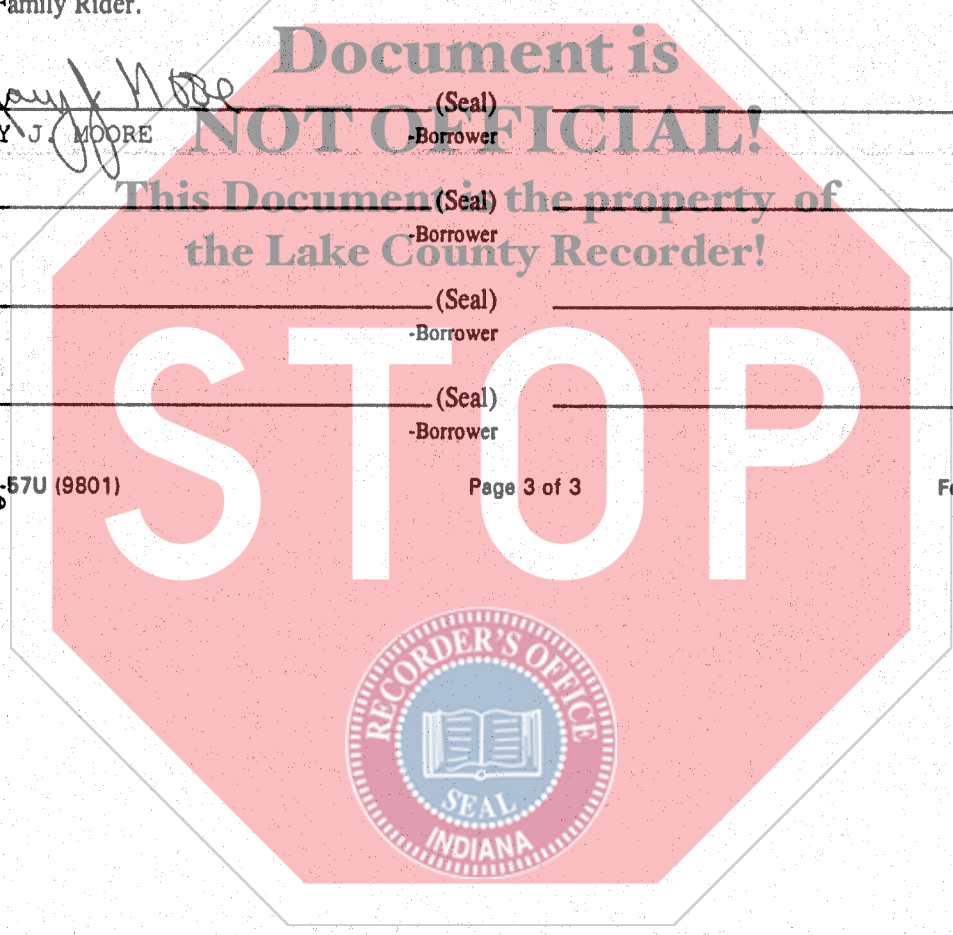 Family Rider.
Document is
(Seal)
Y J. MOORE
NOT OFFICIAL!
-Borrower
This Document is the property of
(Seal)
-Borrower
the Lake County Recorder!
(Seal)
-Borrower
STOP
(Seal)
-Borrower
-57U (9801)
Page 3 of 3
RECORDER'S OFFICE
SEAL
INDIANA